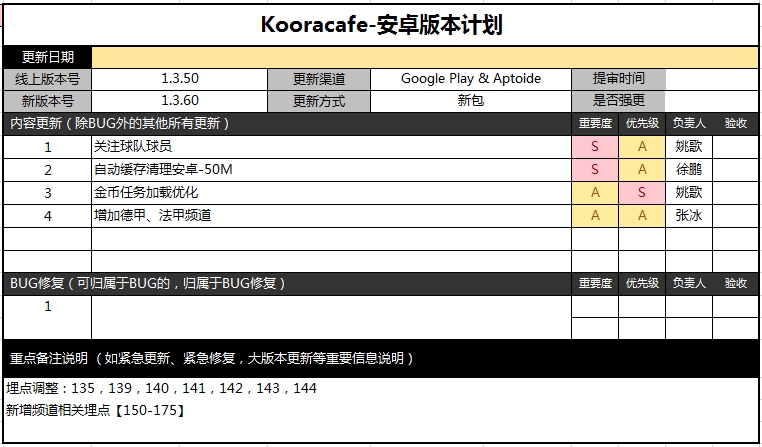 Kooracafe-安卓版本计划
更新日期
线上版本号 1.3.50 更新渠道 Google Play & Aptoide 提审时间
新版本号 1.3.60 更新方式 新包 是否强更
内容更新（除BUG外的其他所有更新） 重要度 优先级 负责人 验收
1 关注球队球员 S A 姚歌
2 自动缓存清理安卓-50M S A 徐鹏
3 金币任务加载优化 A S 姚歌
4 增加德甲、法甲频道 A A 张冰
BUG修复（可归属于BUG的，归属于BUG修复） 重要度 优先级 负责人 验收
1
重点备注说明 （如紧急更新、紧急修复，大版本更新等重要信息说明）
埋点调整：135，139，140，141，142，143，144
新增频道相关埋点【150-175】